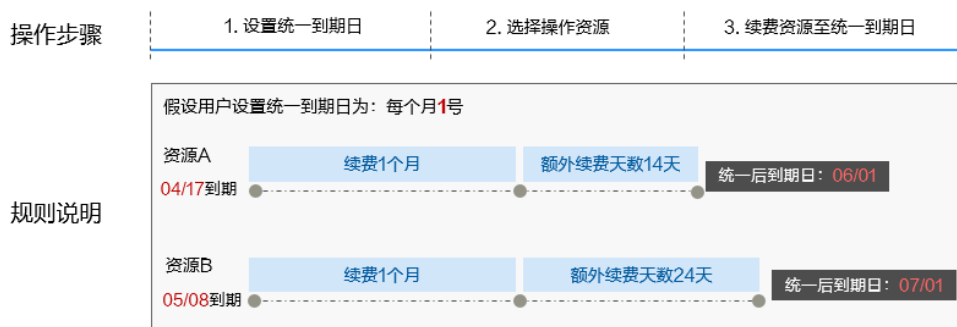 操作步骤
1. 设置统一到期日
2. 选择操作资源
3. 续费资源至统一到期日
规则说明
假设用户设置统一到期日为：每个月1号
资源A
04/17到期
续费1个月
额外续费天数14天
统一后到期日：06/01
资源B
05/08到期
续费1个月
额外续费天数24天
统一后到期日：07/01